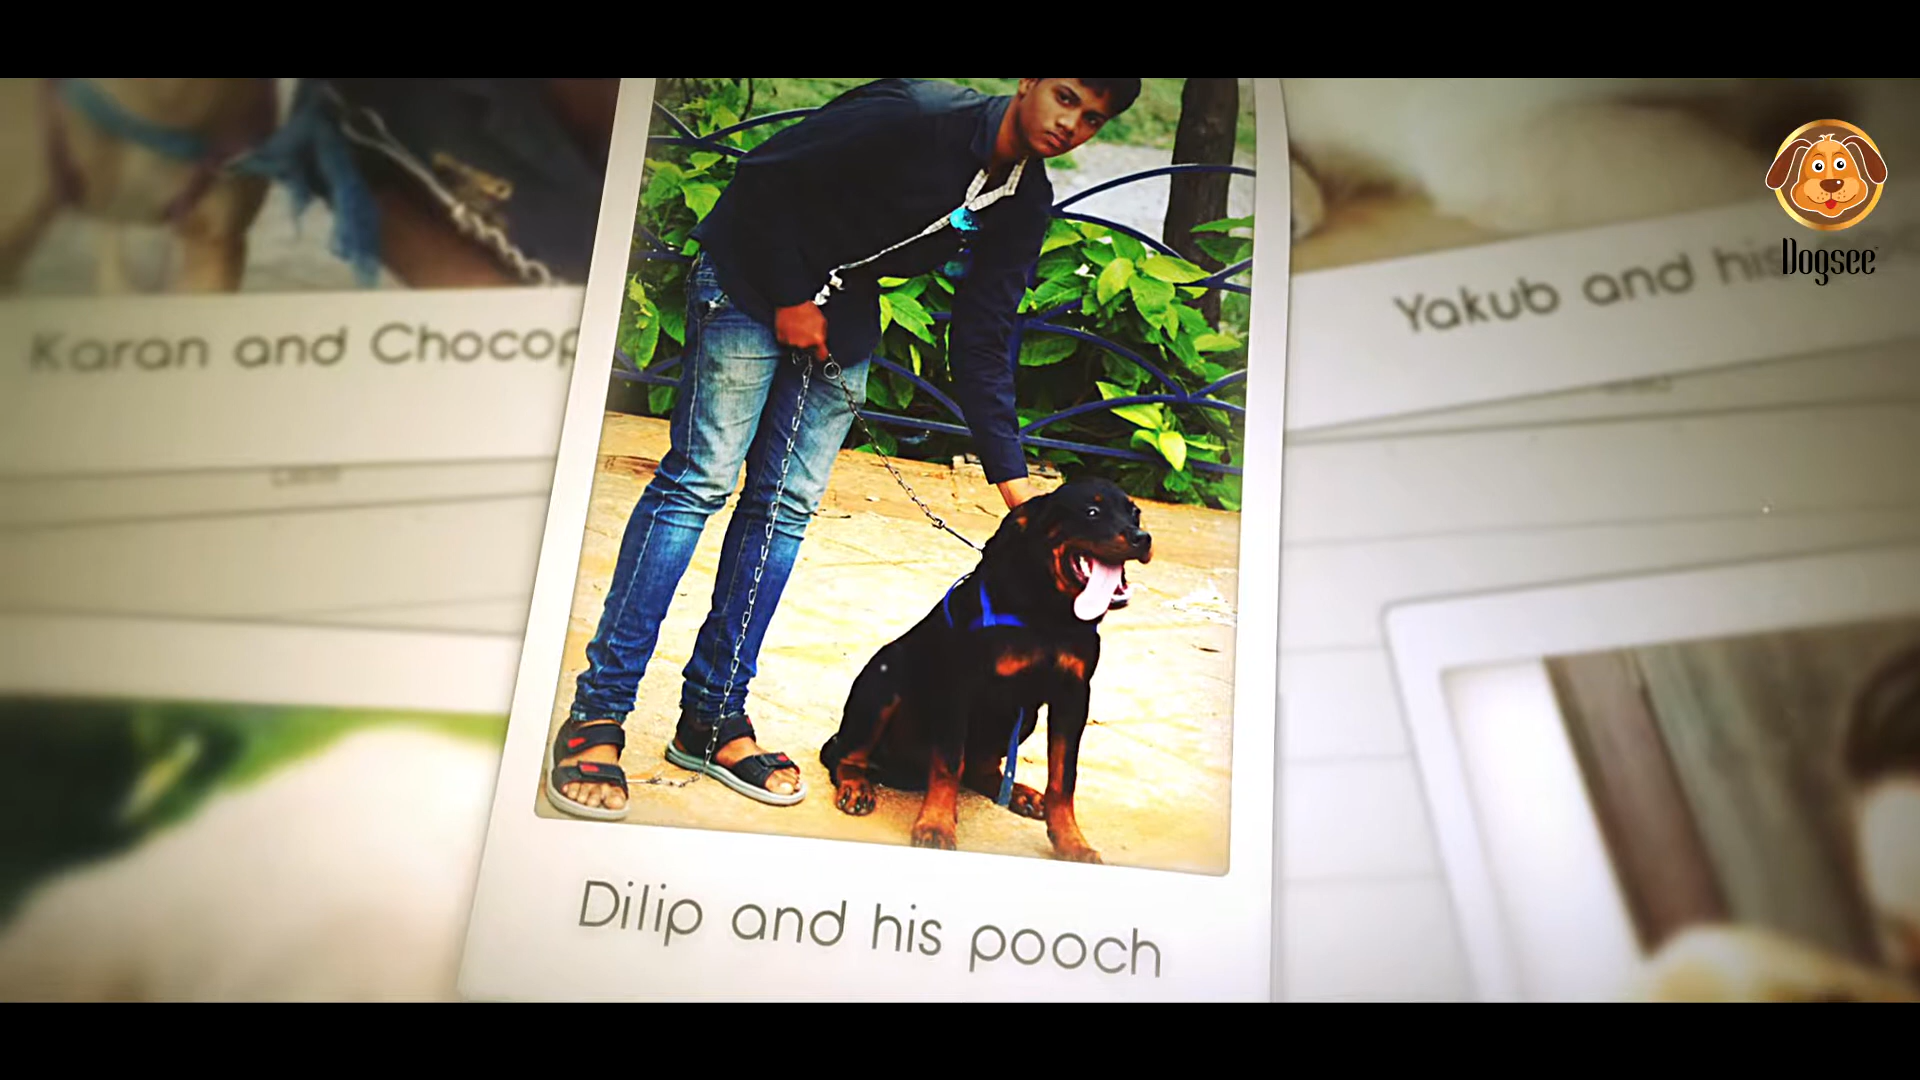 Dogsee
Karan and Chocop
Yakub and his
Dilip and his pooch